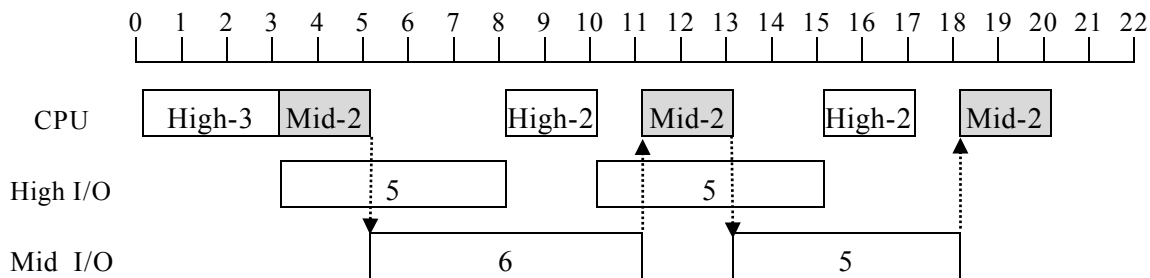 0 1 2 3 4 5 6 7 8 9 10 11 12 13 14 15 16 17 18 19 20 21 22
CPU High-3 Mid-2 High-2 Mid-2 High-2 Mid-2
High I/O 5 5
Mid I/O 6 5